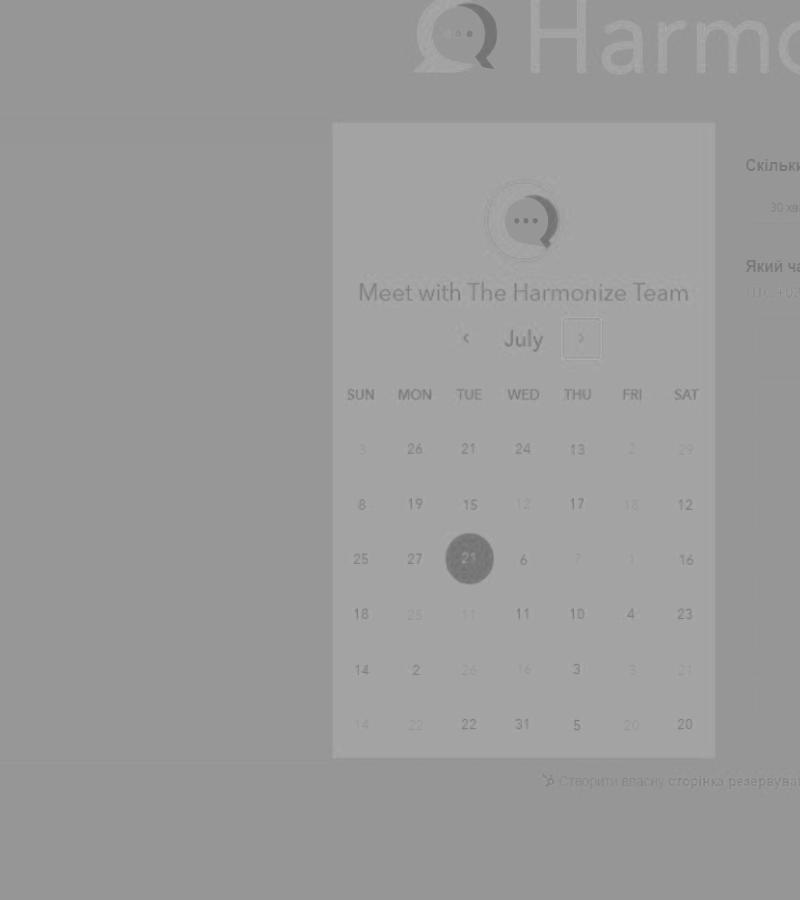 Harmo
Meet with The Harmonize Team
July
SUN MON TUE WED THU FRI SAT
3 26 21 24 13 2 29
8 19 15 12 17 18 12
25 27 21 6 7 1 16
18 25 11 11 10 4 23
14 2 26 16 3 3 21
14 22 22 31 5 20 20
Скільки
30 хв
Який ча
UTC +02
Створити власну сторінка резервува